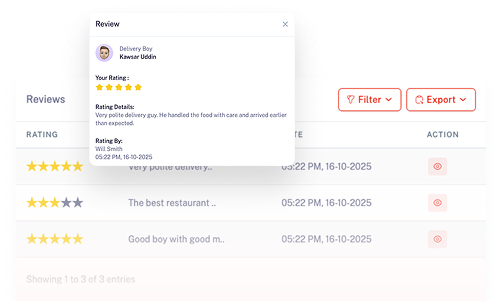 Review
Delivery Boy
Kawsar Uddin
Your Rating :
Rating Details:
Very polite delivery guy. He handled the food with care and arrived earlier
than expected.
Rating By:
Will Smith
05:22 PM, 16-10-2025
Reviews
Filter
Export
RATING
ACTION
Very polite delivery.. 05:22 PM, 16-10-2025
The best restaurant .. 05:22 PM, 16-10-2025
Good boy with good m.. 05:22 PM, 16-10-2025
Showing 1 to 3 of 3 entries